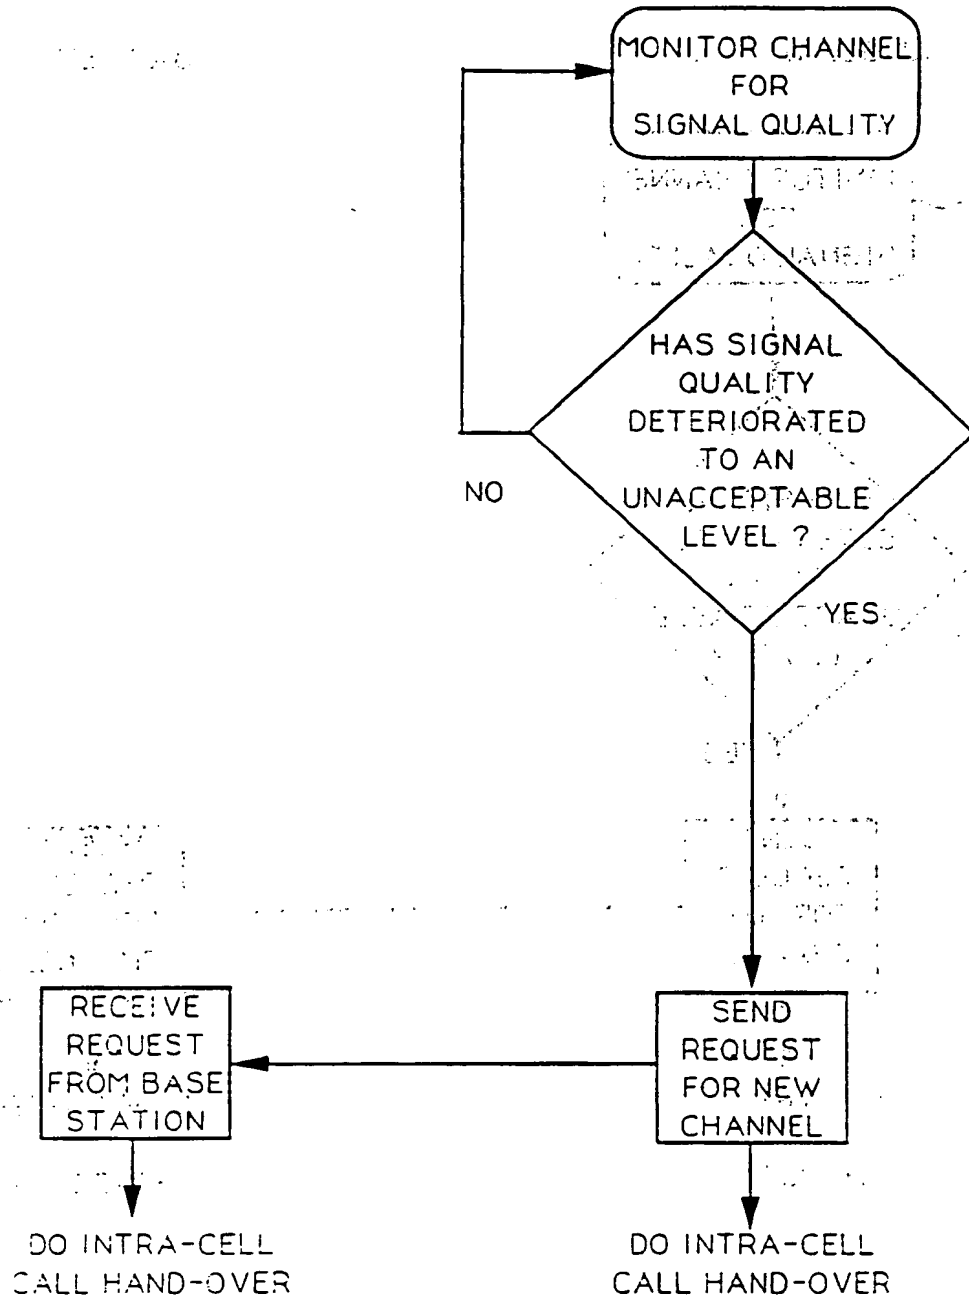 MONITOR CHANNEL
FOR
SIGNAL QUALITY
HAS SIGNAL
QUALITY
DETERIORATED
TO AN
UNACCEPTABLE
LEVEL ?
NO
YES
RECEIVE
REQUEST
FROM BASE
STATION
SEND
REQUEST
FOR NEW
CHANNEL
DO INTRA-CELL
CALL HAND-OVER
DO INTRA-CELL
CALL HAND-OVER